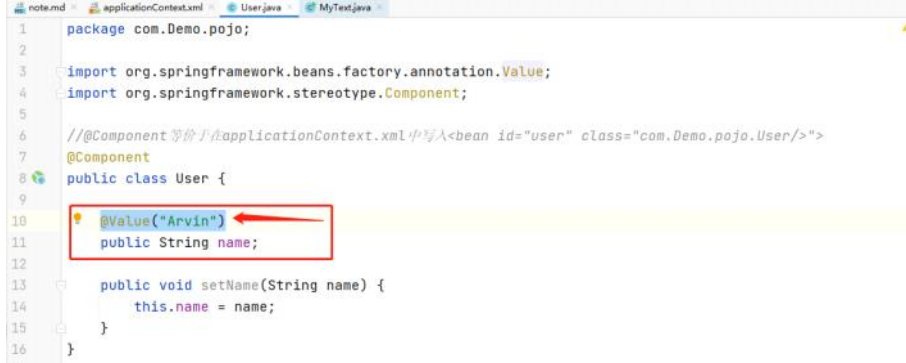 note.md applicationContext.xml User.java MyText.java
1 package com.Demo.pojo;
2
3 import org.springframework.beans.factory.annotation.Value;
4 import org.springframework.stereotype.Component;
5
6 //@Component等价于在applicationContext.xml中写入<bean id="user" class="com.Demo.pojo.User/>">
7 @Component
8 public class User {
9
10 @Value("Arvin")
11 public String name;
12
13 public void setName(String name) {
14 this.name = name;
15 }
16 }